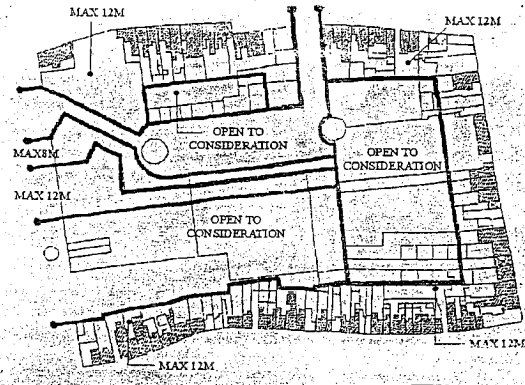 MAX 12M
MAX 12M
OPEN TO
CONSIDERATION
MAX8M
OPEN TO
CONSIDERATION
MAX 12M
OPEN TO
CONSIDERATION
MAX 12M
MAX 12M